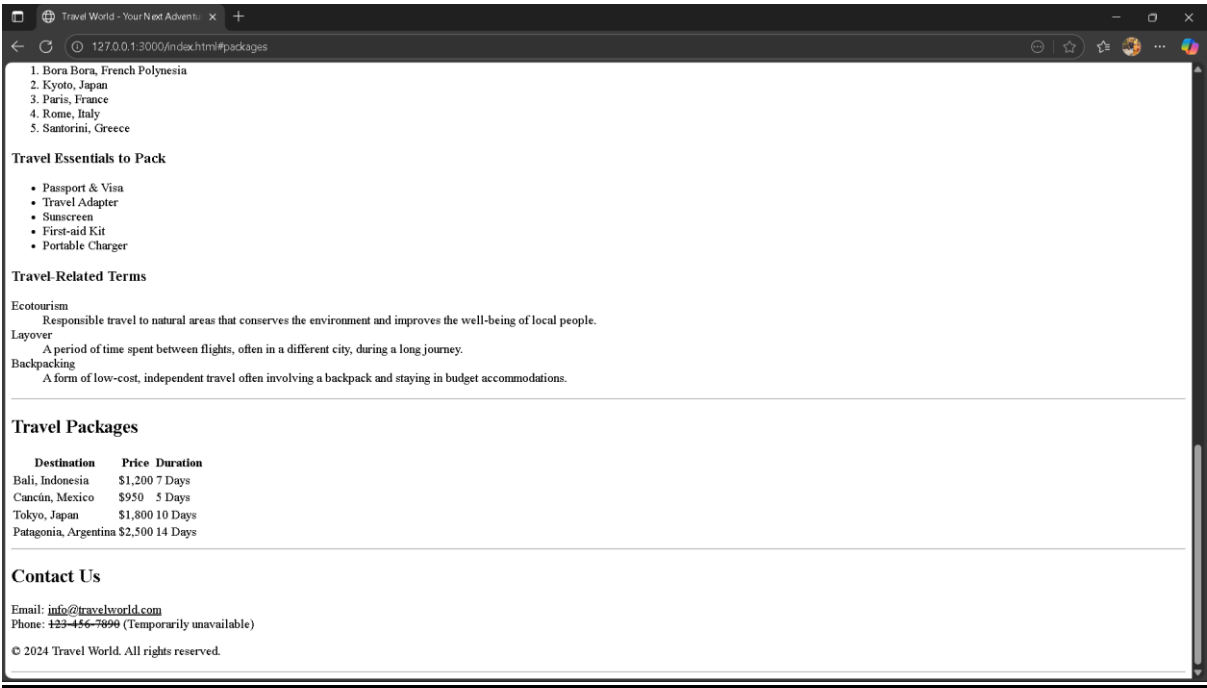 Travel World - Your Next Adventu
127.0.0.1:3000/index.html#packages
1. Bora Bora, French Polynesia
2. Kyoto, Japan
3. Paris, France
4. Rome, Italy
5. Santorini, Greece
Travel Essentials to Pack
• Passport & Visa
• Travel Adapter
• Sunscreen
• First-aid Kit
• Portable Charger
Travel-Related Terms
Ecotourism
Responsible travel to natural areas that conserves the environment and improves the well-being of local people.
Layover
A period of time spent between flights, often in a different city, during a long journey.
Backpacking
A form of low-cost, independent travel often involving a backpack and staying in budget accommodations.
Travel Packages
Destination Price Duration
Bali, Indonesia $1,200 7 Days
Cancún, Mexico $950 5 Days
Tokyo, Japan $1,800 10 Days
Patagonia, Argentina $2,500 14 Days
Contact Us
Email: info@travelworld.com
Phone: 123-456-7890 (Temporarily unavailable)
© 2024 Travel World. All rights reserved.